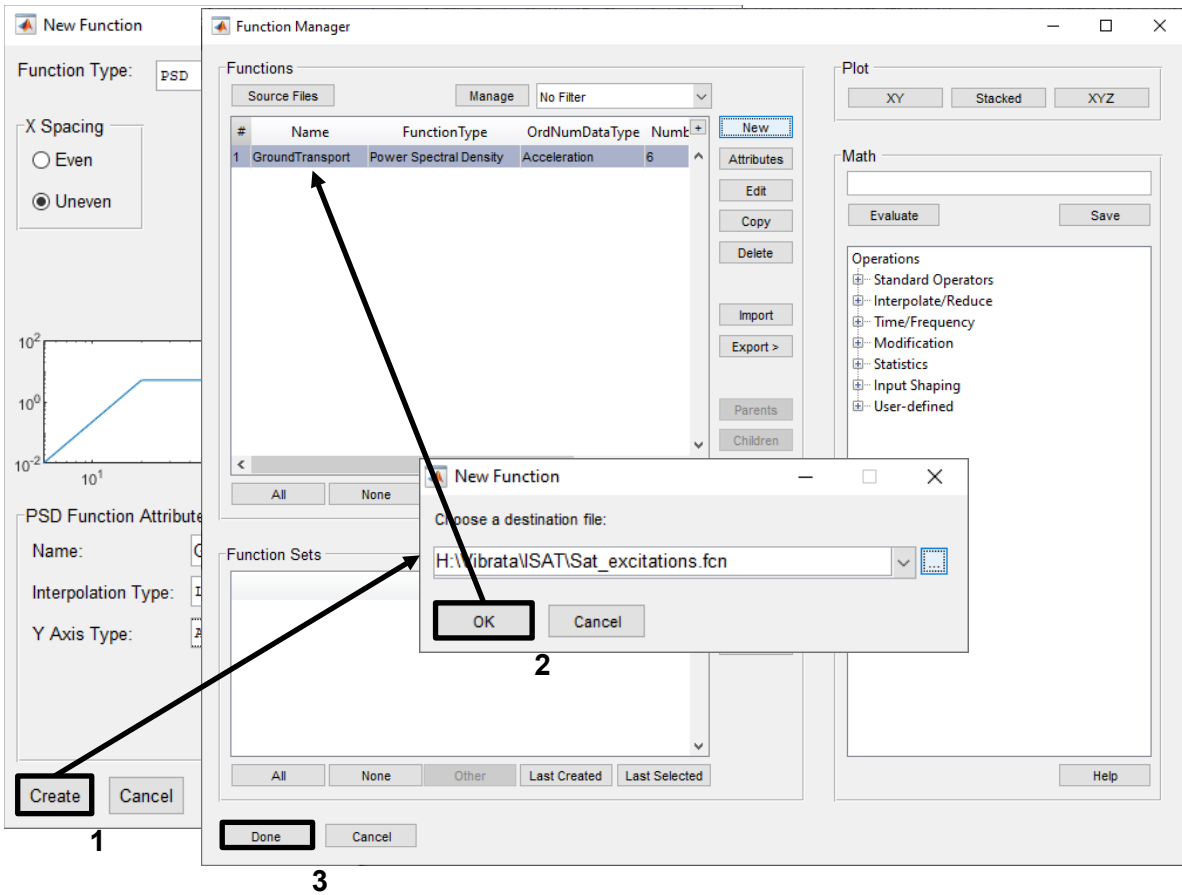 New Function
Function Type: PSD
X Spacing
Even
Uneven
10^2
10^0
10^-2
10^1
PSD Function Attribute
Name:
Interpolation Type:
Y Axis Type:
Create Cancel
1
Function Manager
Functions
Source Files Manage No Filter
# Name FunctionType OrdNumDataType Numb +
1 GroundTransport Power Spectral Density Acceleration 6
New
Attributes
Edit
Copy
Delete
Import
Export >
Parents
Children
All None
Function Sets
All None Other Last Created Last Selected
Done Cancel
3
Plot
XY Stacked XYZ
Math
Evaluate Save
Operations
Standard Operators
Interpolate/Reduce
Time/Frequency
Modification
Statistics
Input Shaping
User-defined
Help
New Function
Choose a destination file:
H:\Vibrata\ISAT\Sat_excitations.fcn ...
OK Cancel
2